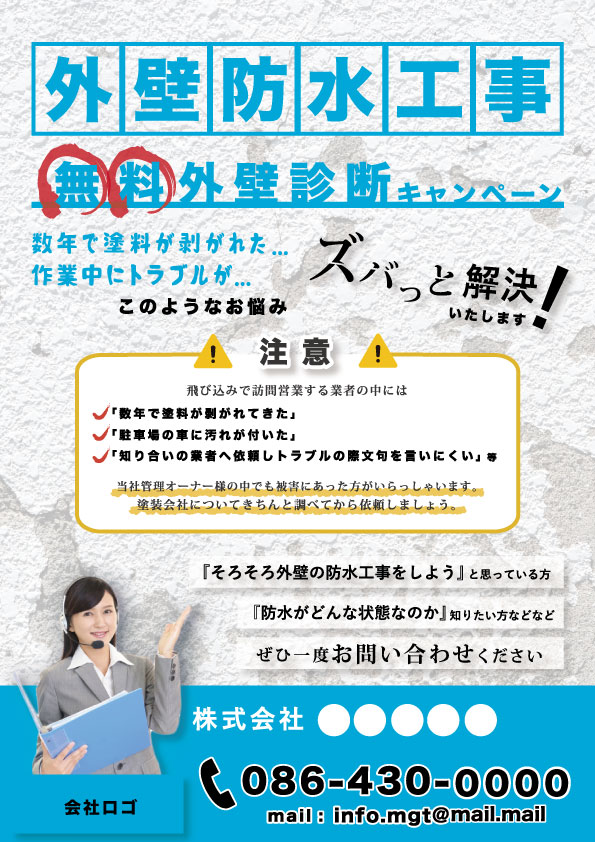 外壁防水工事
無料外壁診断キャンペーン
数年で塗料が剥がれた...
作業中にトラブルが...
このようなお悩み
ズバっと解決!
いたします
注意
飛び込みで訪問営業する業者の中には
「数年で塗料が剥がれてきた」
「駐車場の車に汚れが付いた」
「知り合いの業者へ依頼しトラブルの際文句を言いにくい」等
当社管理オーナー様の中でも被害にあった方がいらっしゃいます。
塗装会社についてきちんと調べてから依頼しましょう。
『そろそろ外壁の防水工事をしよう』と思っている方
『防水がどんな状態なのか』知りたい方などなど
ぜひ一度お問い合わせください
株式会社 ●●●●●
086-430-0000
mail : info.mgt@mail.mail
会社ロゴ